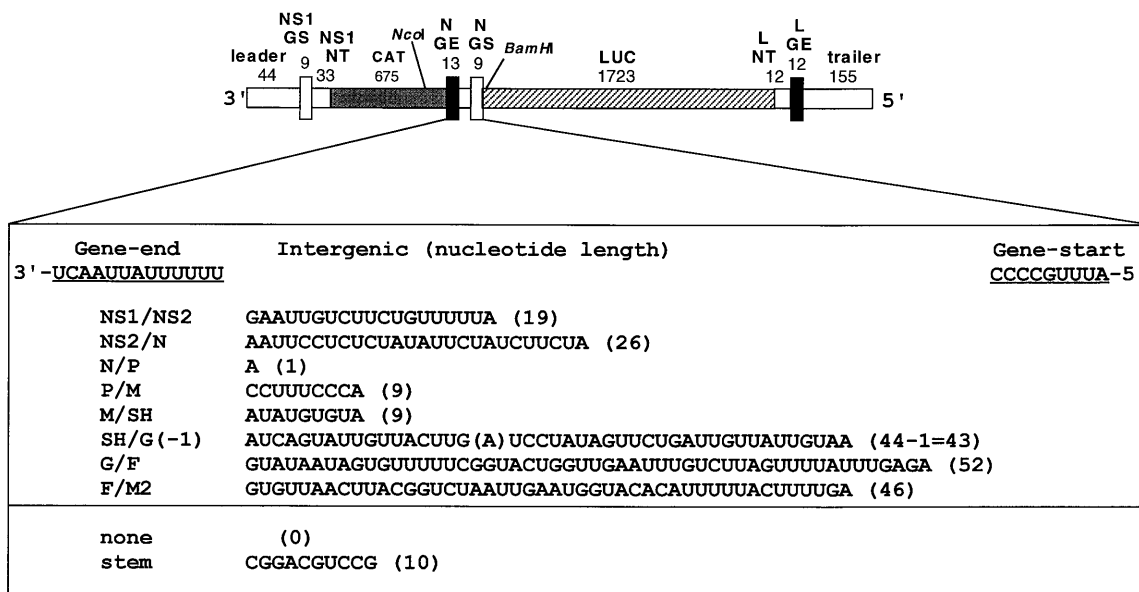 NS1 GS 9
leader 44
NS1 NT 33
CAT 675
NcoI
N GE 13
N GS 9
BamHI
LUC 1723
L NT 12
L GE 12
trailer 155
3' 5'
Gene-end Intergenic (nucleotide length) Gene-start
3'-UCAAUUAUUUUUU CCCCGUUUA-5
NS1/NS2 GAAUUGUCUUCUGUUUUUA (19)
NS2/N AAUUCCUCUCUAUAUUCUAUCUUCUA (26)
N/P A (1)
P/M CCUUUCCCA (9)
M/SH AUAUGUGUA (9)
SH/G(-1) AUCAGUAUUGUUACUUG(A)UCCUAUAGUUCUGAUUGUUAUUGUAA (44-1=43)
G/F GUAUAAUAGUGUUUUUCGGUACUGGUUGAAUUUGUCUUAGUUUUAUUUGAGA (52)
F/M2 GUGUUAACUUACGGUCUAAUUGAAUGGUACACAUUUUUACUUUUGA (46)
none (0)
stem CGGACGUCCG (10)